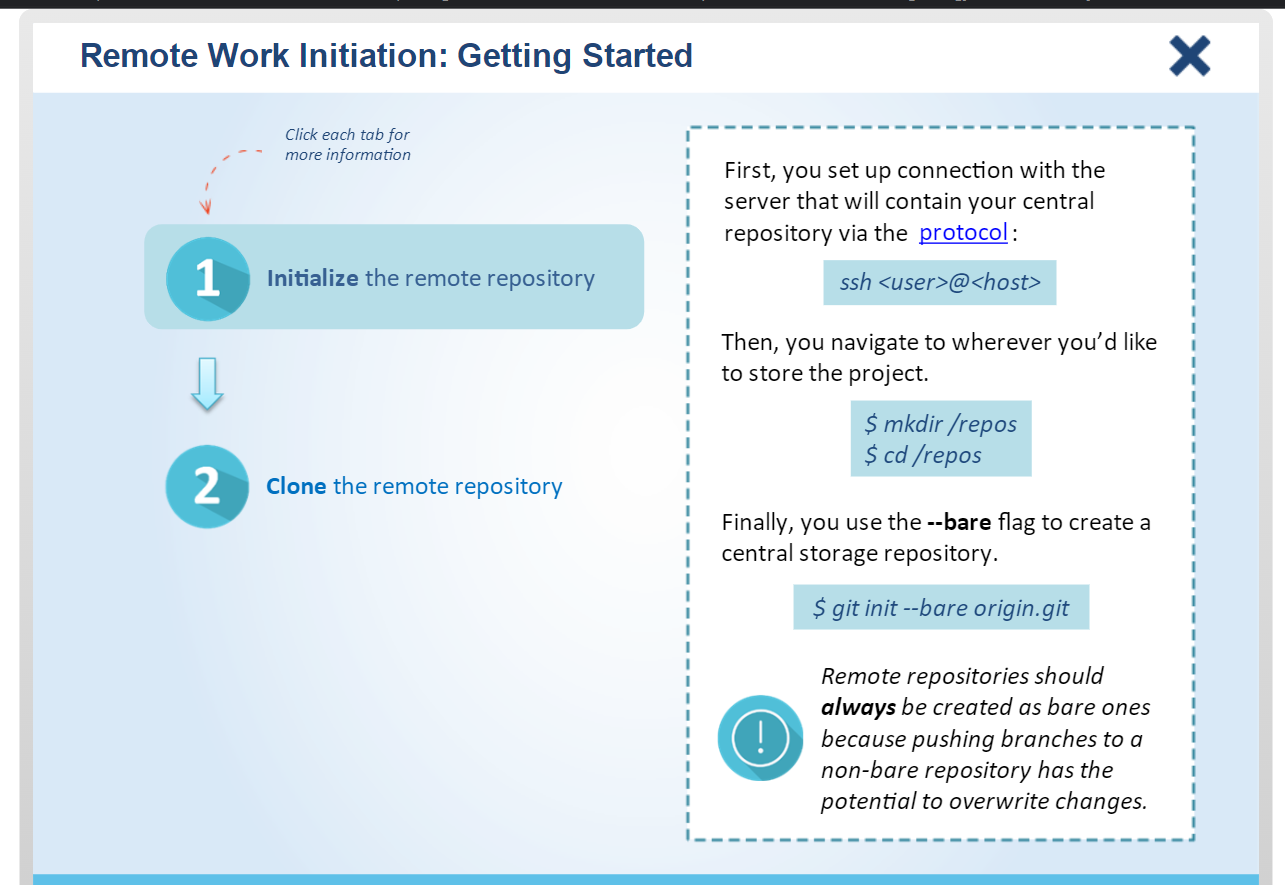 Remote Work Initiation: Getting Started
Click each tab for
more information
1
Initialize the remote repository
2
Clone the remote repository
First, you set up connection with the
server that will contain your central
repository via the protocol :
ssh <user>@<host>
Then, you navigate to wherever you’d like
to store the project.
$ mkdir /repos
$ cd /repos
Finally, you use the --bare flag to create a
central storage repository.
$ git init --bare origin.git
Remote repositories should
always be created as bare ones
because pushing branches to a
non-bare repository has the
potential to overwrite changes.